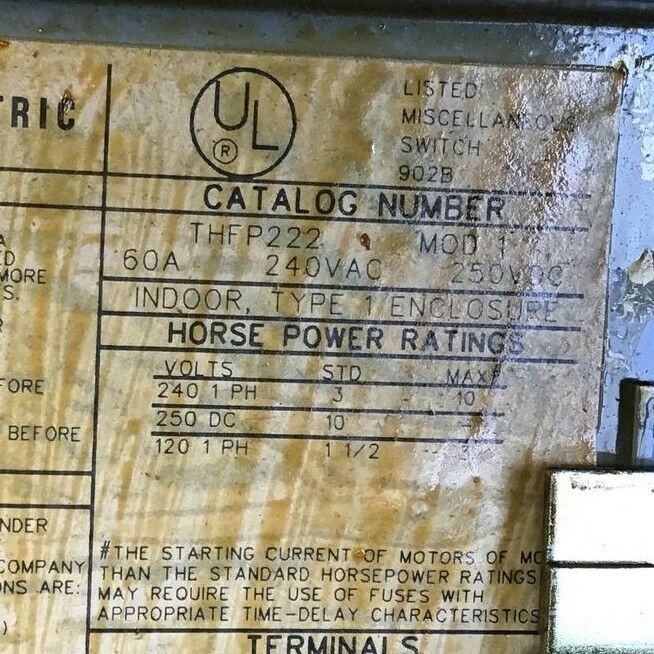 TRIC
UL
®
LISTED
MISCELLANEOUS
SWITCH
902B
CATALOG NUMBER
THFP222 MOD 1
60A 240VAC 250VDC
INDOOR, TYPE 1 ENCLOSURE
HORSE POWER RATINGS
VOLTS STD. MAX#
240 1 PH 3 - 10
250 DC 10 -
120 1 PH 1 1/2 - 3
#THE STARTING CURRENT OF MOTORS OF MO
THAN THE STANDARD HORSEPOWER RATINGS
MAY REQUIRE THE USE OF FUSES WITH
APPROPRIATE TIME-DELAY CHARACTERISTICS
TERMINALS
A
ED
MORE
S.
R
FORE
BEFORE
NDER
COMPANY
ONS ARE:
)